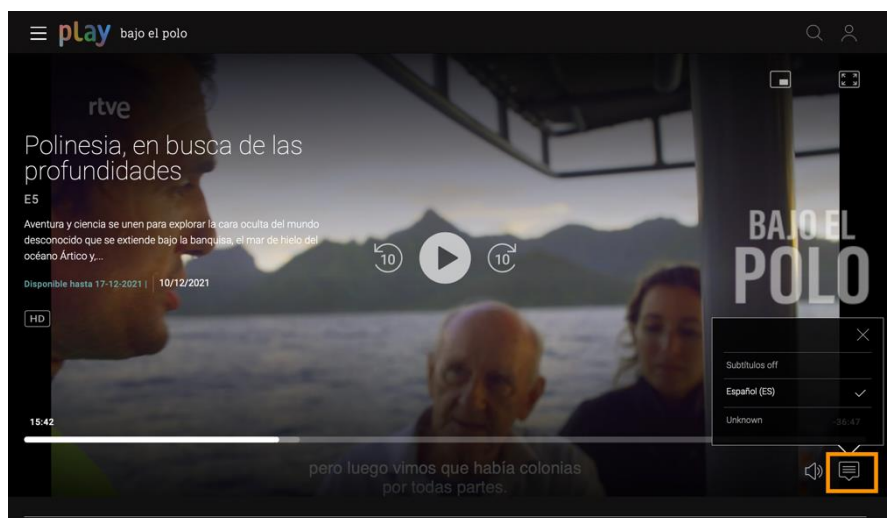 play bajo el polo
rtve
Polinesia, en busca de las
profundidades
E5
Aventura y ciencia se unen para explorar la cara oculta del mundo
desconocido que se extiende bajo la banquisa, el mar de hielo del
océano Ártico y,...
10
10
Disponible hasta 17-12-2021 | 10/12/2021
HD
BAJO EL
POLO
Subtítulos off
Español (ES)
Unknown
15:42
-36:47
pero luego vimos que había colonias
por todas partes.